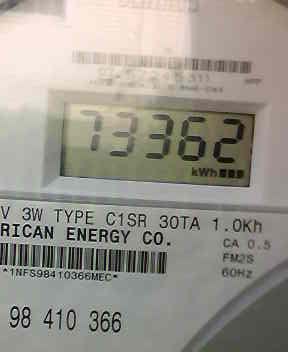 73362
kWh
V 3W TYPE C1SR 30TA 1.0Kh
RICAN ENERGY CO.
CA 0.5
FM2S
60Hz
*1NFS98410366MEC*
98 410 366